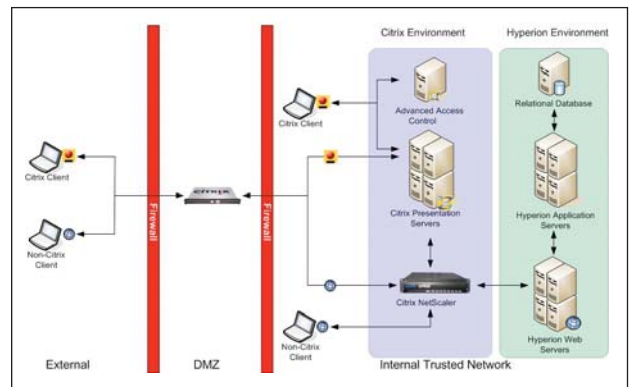 Citrix Environment
Hyperion Environment
Advanced Access
Control
Relational Database
Citrix Client
Citrix Client
CITRIX
Firewall
Firewall
Citrix Presentation
Servers
Hyperion Application
Servers
Non-Citrix
Client
Citrix NetScaler
Non-Citrix
Client
Hyperion Web
Servers
External
DMZ
Internal Trusted Network